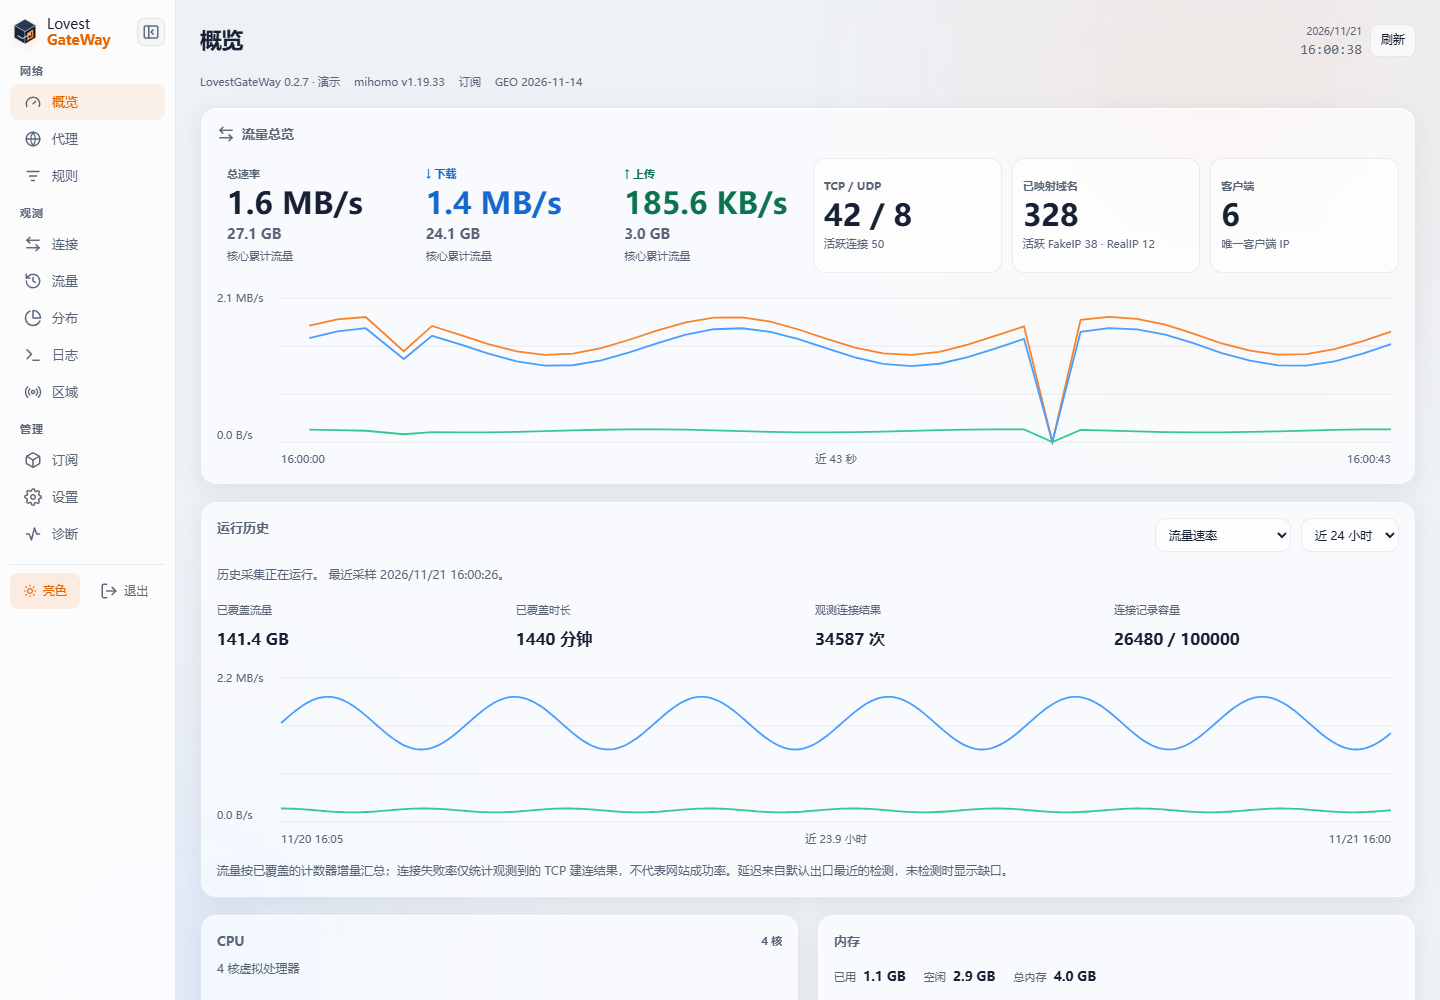 Lovest
GateWay
网络
概览
代理
规则
观测
连接
流量
分布
日志
区域
管理
订阅
设置
诊断
亮色
退出
概览
2026/11/21
16:00:38
刷新
LovestGateWay 0.2.7 · 演示 mihomo v1.19.33 订阅 GEO 2026-11-14
流量总览
总速率
1.6 MB/s
27.1 GB
核心累计流量
↓ 下载
1.4 MB/s
24.1 GB
核心累计流量
↑ 上传
185.6 KB/s
3.0 GB
核心累计流量
TCP / UDP
42 / 8
活跃连接 50
已映射域名
328
活跃 FakeIP 38 · RealIP 12
客户端
6
唯一客户端 IP
2.1 MB/s
0.0 B/s
16:00:00 近 43 秒 16:00:43
运行历史
流量速率 近 24 小时
历史采集正在运行。 最近采样 2026/11/21 16:00:26。
已覆盖流量
141.4 GB
已覆盖时长
1440 分钟
观测连接结果
34587 次
连接记录容量
26480 / 100000
2.2 MB/s
0.0 B/s
11/20 16:05 近 23.9 小时 11/21 16:00
流量按已覆盖的计数器增量汇总；连接失败率仅统计观测到的 TCP 建连结果，不代表网站成功率。延迟来自默认出口最近的检测，未检测时显示缺口。
CPU 4 核
4 核虚拟处理器
内存
已用 1.1 GB 空闲 2.9 GB 总内存 4.0 GB